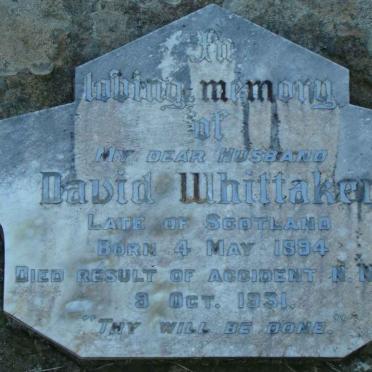 In
loving memory
of
My dear Husband
David Whittaker
Late of Scotland
Born 4 May 1894
Died result of accident N.
3 Oct. 1931.
"Thy will be done."